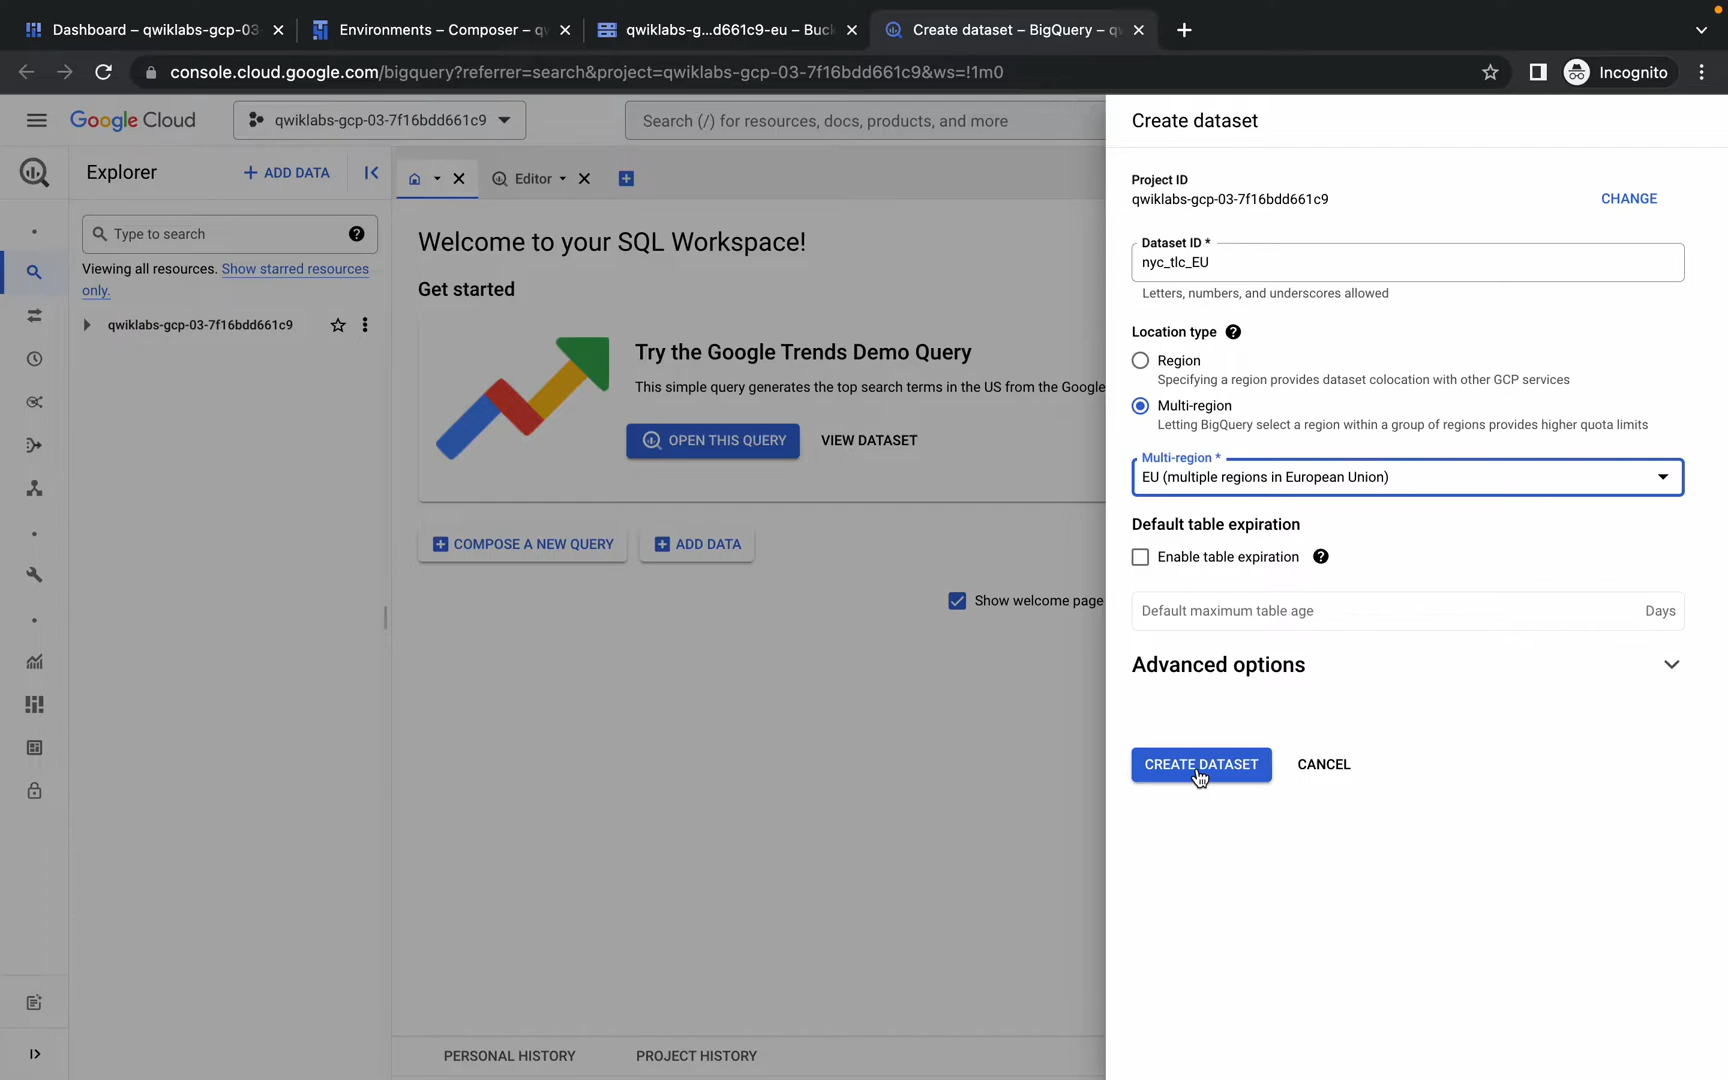 Dashboard – qwiklabs-gcp-03
Environments – Composer – q
qwiklabs-g...d661c9-eu – Buc
Create dataset – BigQuery – q
console.cloud.google.com/bigquery?referrer=search&project=qwiklabs-gcp-03-7f16bdd661c9&ws=!1m0
Incognito
Google Cloud
qwiklabs-gcp-03-7f16bdd661c9
Search (/) for resources, docs, products, and more
Explorer
+ ADD DATA
Type to search
Viewing all resources. Show starred resources
only.
qwiklabs-gcp-03-7f16bdd661c9
Editor
Welcome to your SQL Workspace!
Get started
Try the Google Trends Demo Query
This simple query generates the top search terms in the US from the Google
OPEN THIS QUERY
VIEW DATASET
COMPOSE A NEW QUERY
ADD DATA
Show welcome page
PERSONAL HISTORY
PROJECT HISTORY
Create dataset
Project ID
qwiklabs-gcp-03-7f16bdd661c9
CHANGE
Dataset ID *
nyc_tlc_EU
Letters, numbers, and underscores allowed
Location type
Region
Specifying a region provides dataset colocation with other GCP services
Multi-region
Letting BigQuery select a region within a group of regions provides higher quota limits
Multi-region *
EU (multiple regions in European Union)
Default table expiration
Enable table expiration
Default maximum table age
Days
Advanced options
CREATE DATASET
CANCEL